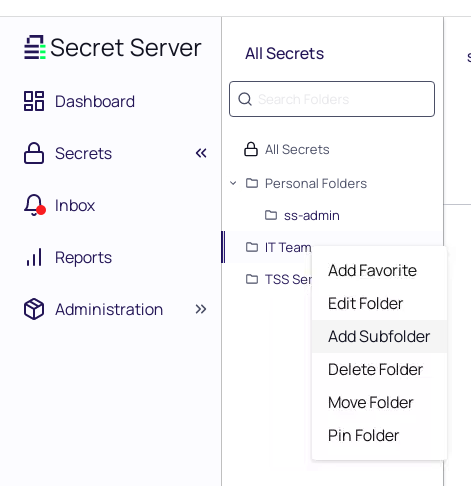 Secret Server
Dashboard
Secrets
Inbox
Reports
Administration
All Secrets
Search Folders
All Secrets
Personal Folders
ss-admin
IT Team
TSS Ser
Add Favorite
Edit Folder
Add Subfolder
Delete Folder
Move Folder
Pin Folder